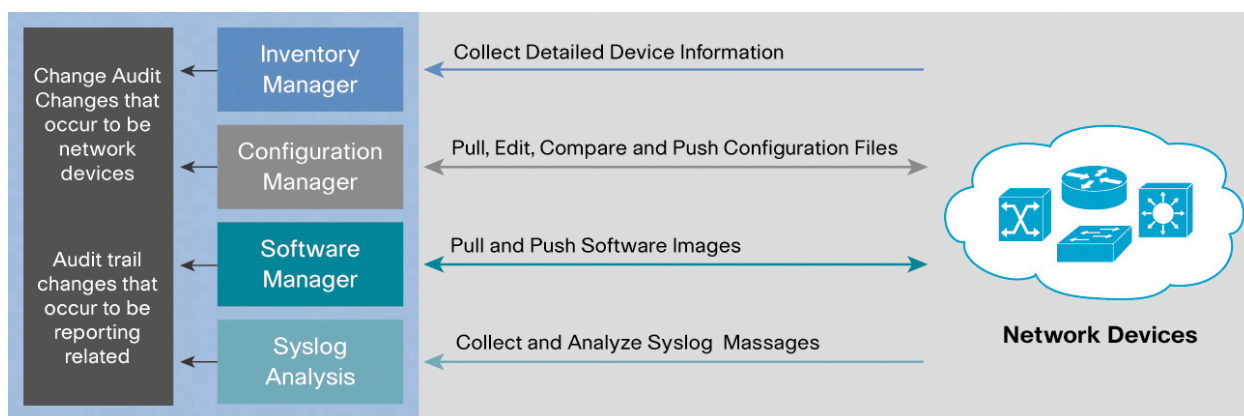 Change Audit
Changes that
occur to be
network
devices
Audit trail
changes that
occur to be
reporting
related
Inventory
Manager
Configuration
Manager
Software
Manager
Syslog
Analysis
Collect Detailed Device Information
Pull, Edit, Compare and Push Configuration Files
Pull and Push Software Images
Collect and Analyze Syslog Massages
Network Devices